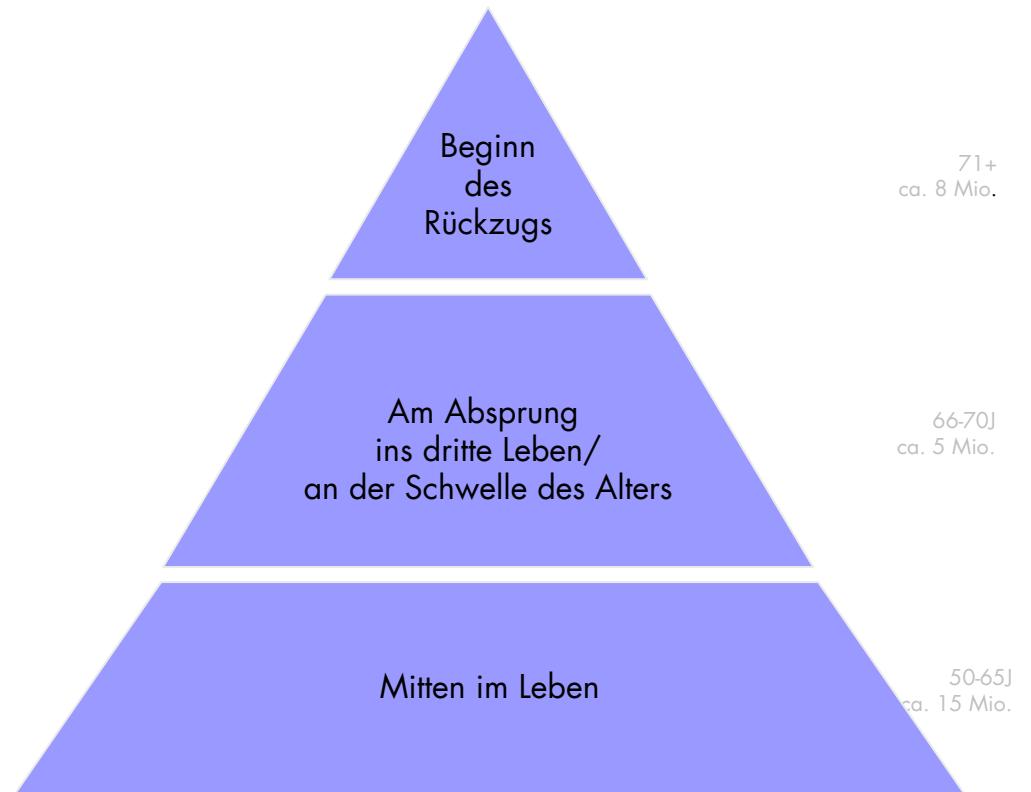 Beginn
des
Rückzugs
71+
ca. 8 Mio.
Am Absprung
ins dritte Leben/
an der Schwelle des Alters
66-70J
ca. 5 Mio.
Mitten im Leben
50-65J
ca. 15 Mio.